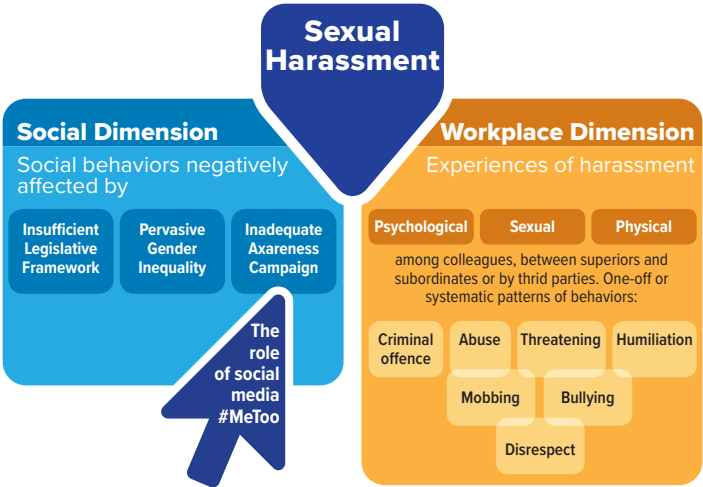 Sexual
Harassment
Social Dimension
Social behaviors negatively
affected by
Insufficient
Legislative
Framework
Pervasive
Gender
Inequality
Inadequate
Axareness
Campaign
The
role
of social
media
#MeToo
Workplace Dimension
Experiences of harassment
Psychological
Sexual
Physical
among colleagues, between superiors and
subordinates or by thrid parties. One-off or
systematic patterns of behaviors:
Criminal
offence
Abuse
Threatening
Humiliation
Mobbing
Bullying
Disrespect